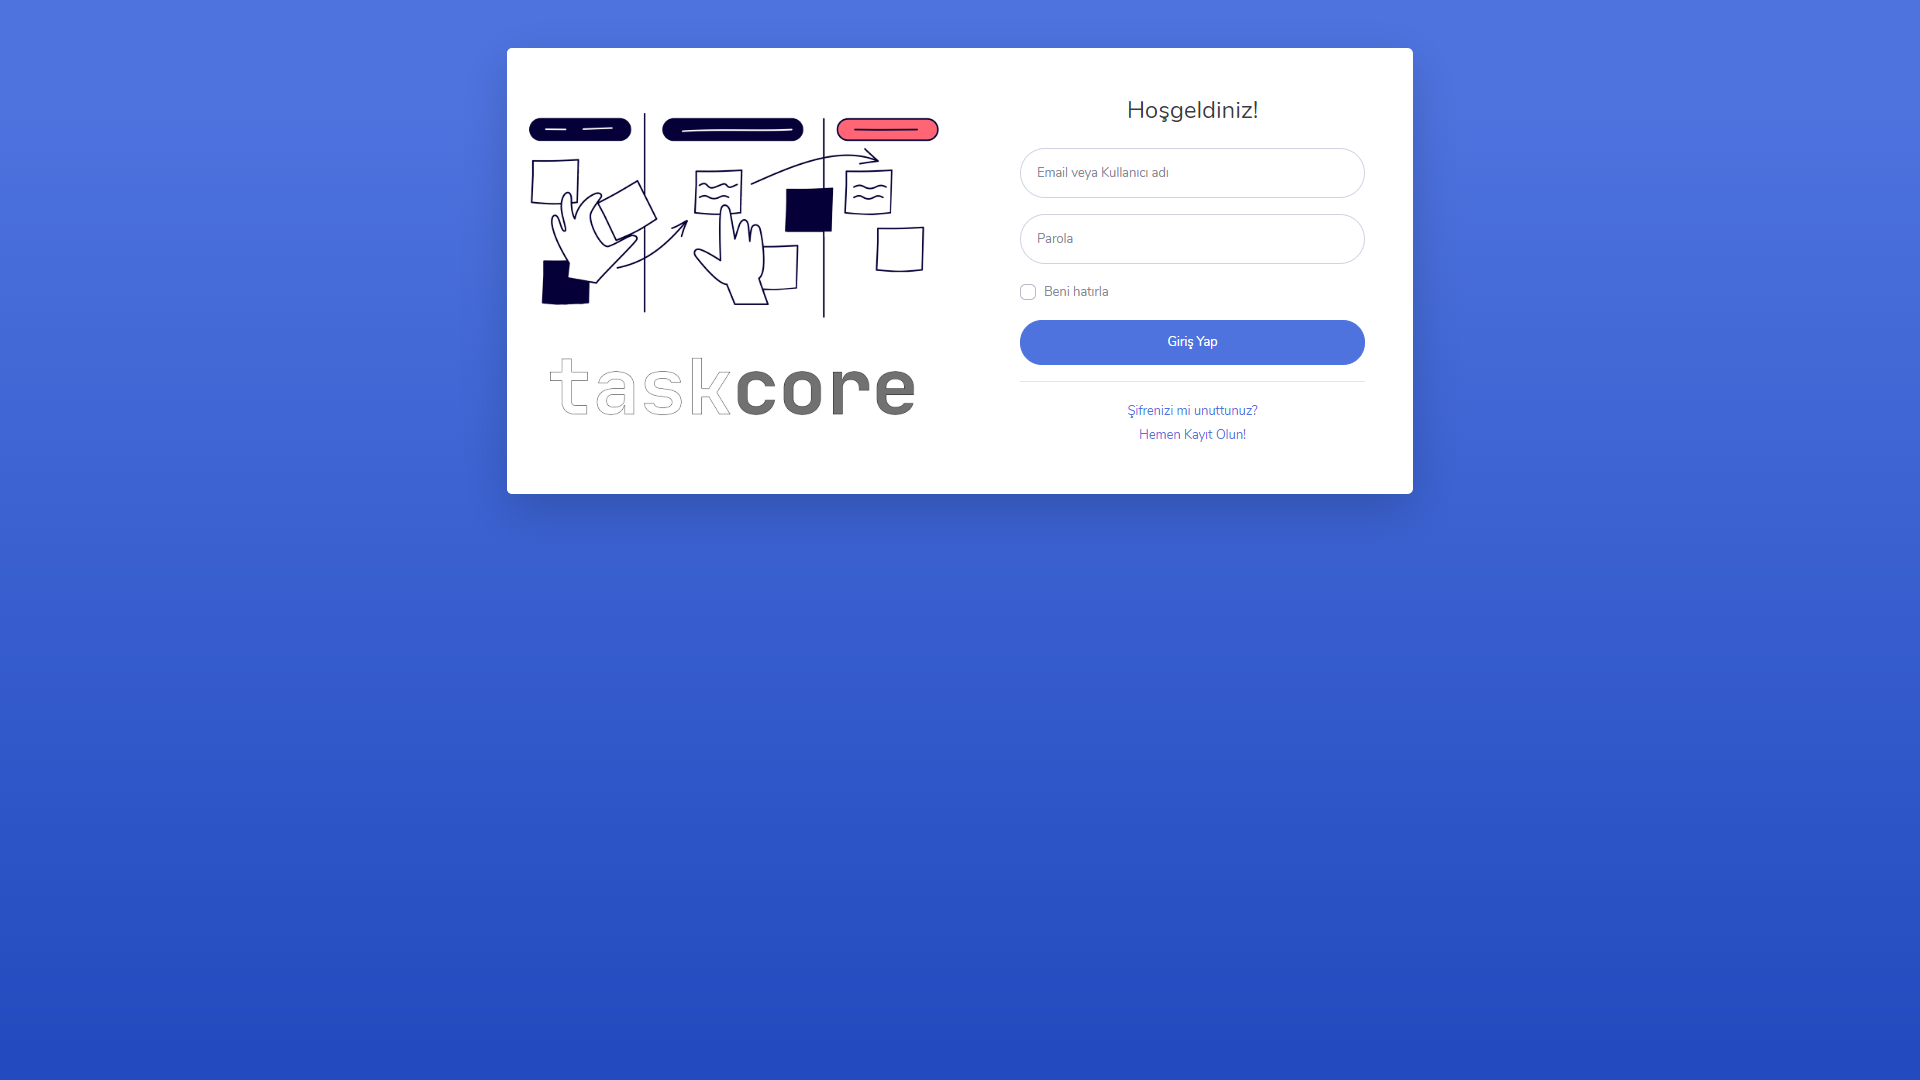 taskcore
Hoşgeldiniz!
Email veya Kullanıcı adı
Parola
Beni hatırla
Giriş Yap
Şifrenizi mi unuttunuz?
Hemen Kayıt Olun!